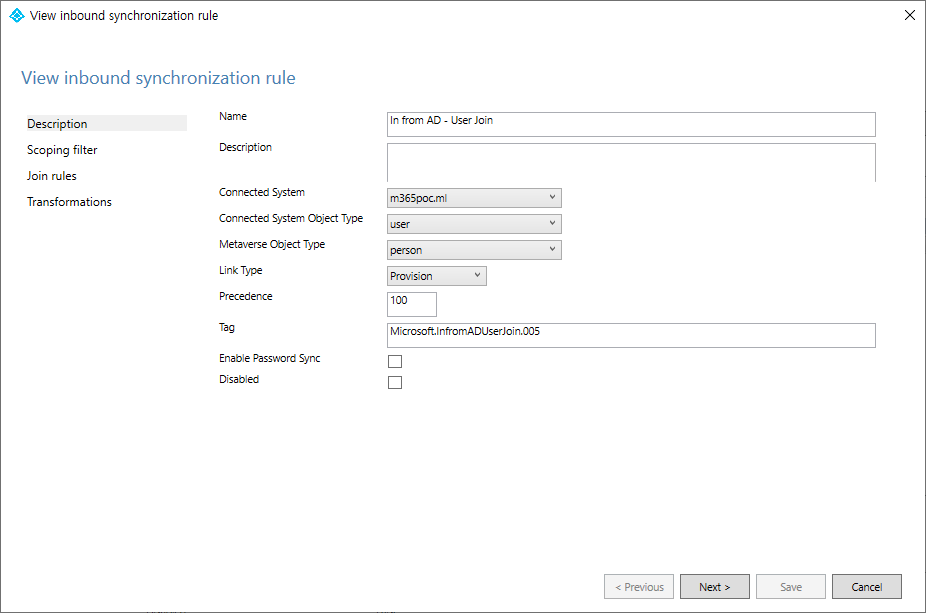 View inbound synchronization rule
View inbound synchronization rule
Description
Scoping filter
Join rules
Transformations
Name
In from AD - User Join
Description
Connected System
m365poc.ml
Connected System Object Type
user
Metaverse Object Type
person
Link Type
Provision
Precedence
100
Tag
Microsoft.InfromADUserJoin.005
Enable Password Sync
Disabled
< Previous
Next >
Save
Cancel